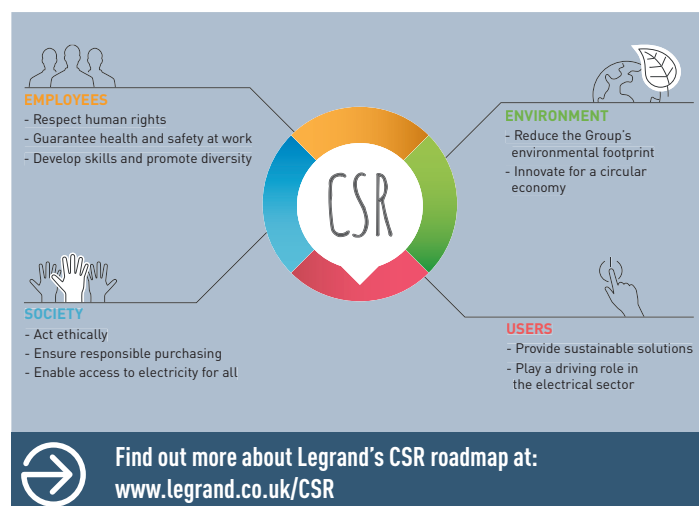 EMPLOYEES
- Respect human rights
- Guarantee health and safety at work
- Develop skills and promote diversity
ENVIRONMENT
- Reduce the Group's
environmental footprint
- Innovate for a circular
economy
CSR
SOCIETY
- Act ethically
- Ensure responsible purchasing
- Enable access to electricity for all
USERS
- Provide sustainable solutions
- Play a driving role in
the electrical sector
Find out more about Legrand's CSR roadmap at:
www.legrand.co.uk/CSR